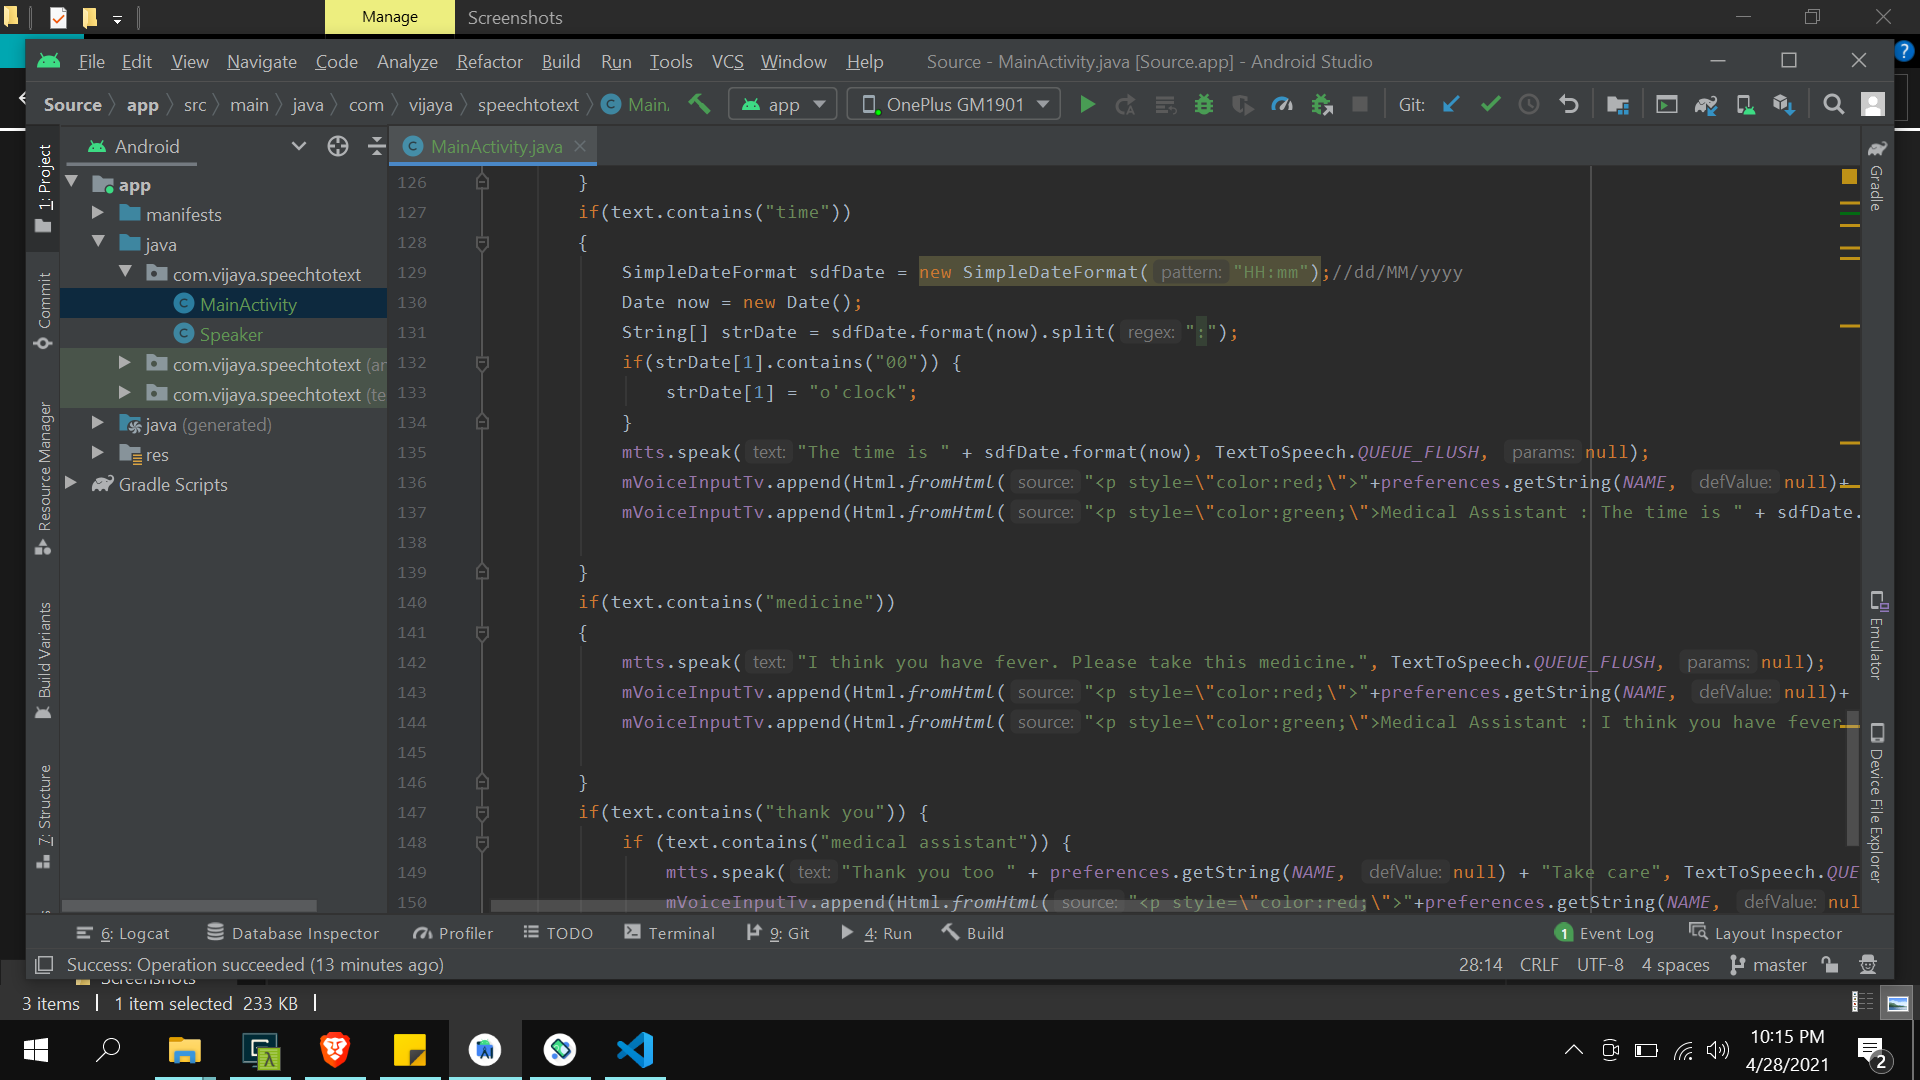 Manage
Screenshots
File Edit View Navigate Code Analyze Refactor Build Run Tools VCS Window Help Source - MainActivity.java [Source.app] - Android Studio
Source app src main java com vijaya speechtotext Main. app OnePlus GM1901 Git:
1: Project
Commit
Resource Manager
Build Variants
7: Structure
Android
app
manifests
java
com.vijaya.speechtotext
MainActivity
Speaker
com.vijaya.speechtotext (ar
com.vijaya.speechtotext (te
java (generated)
res
Gradle Scripts
MainActivity.java
126 }
127 if(text.contains("time"))
128 {
129 SimpleDateFormat sdfDate = new SimpleDateFormat( pattern: "HH:mm");//dd/MM/yyyy
130 Date now = new Date();
131 String[] strDate = sdfDate.format(now).split( regex: ":");
132 if(strDate[1].contains("00")) {
133 strDate[1] = "o'clock";
134 }
135 mtts.speak( text: "The time is " + sdfDate.format(now), TextToSpeech.QUEUE_FLUSH, params: null);
136 mVoiceInputTv.append(Html.fromHtml( source: "<p style=\"color:red;\">"+preferences.getString(NAME, defValue: null)+
137 mVoiceInputTv.append(Html.fromHtml( source: "<p style=\"color:green;\">Medical Assistant : The time is " + sdfDate.
138
139 }
140 if(text.contains("medicine"))
141 {
142 mtts.speak( text: "I think you have fever. Please take this medicine.", TextToSpeech.QUEUE_FLUSH, params: null);
143 mVoiceInputTv.append(Html.fromHtml( source: "<p style=\"color:red;\">"+preferences.getString(NAME, defValue: null)+
144 mVoiceInputTv.append(Html.fromHtml( source: "<p style=\"color:green;\">Medical Assistant : I think you have fever
145
146 }
147 if(text.contains("thank you")) {
148 if (text.contains("medical assistant")) {
149 mtts.speak( text: "Thank you too " + preferences.getString(NAME, defValue: null) + "Take care", TextToSpeech.QUE
150 mVoiceInputTv.append(Html.fromHtml( source: "<p style=\"color:red;\">"+preferences.getString(NAME, defValue: nul
Gradle
Emulator
Device File Explorer
6: Logcat Database Inspector Profiler TODO Terminal 9: Git 4: Run Build 1 Event Log Layout Inspector
Success: Operation succeeded (13 minutes ago) 28:14 CRLF UTF-8 4 spaces master
Screenshots
3 items 1 item selected 233 KB
10:15 PM
4/28/2021
2